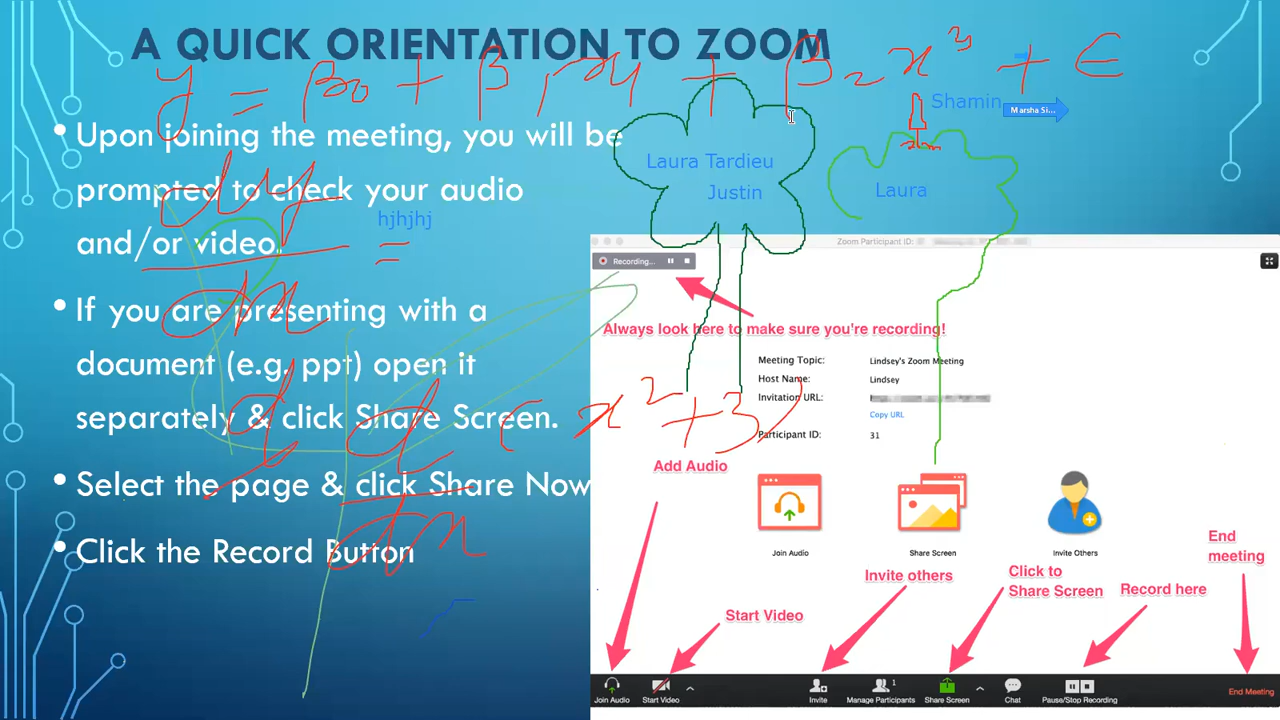 A QUICK ORIENTATION TO ZOOM
Shamin
Marsha Si...
• Upon joining the meeting, you will be
prompted to check your audio
and/or video.
hjhjhj
=
Laura Tardieu
Justin
Laura
• If you are presenting with a
document (e.g. ppt) open it
separately & click Share Screen.
• Select the page & click Share Now
• Click the Record Button
d
dx
( x² + 3 )
Zoom Participant ID:
Recording...
Always look here to make sure you're recording!
Meeting Topic: Lindsey's Zoom Meeting
Host Name: Lindsey
Invitation URL:
Copy URL
Participant ID: 31
Add Audio
Join Audio
Share Screen
Invite Others
Invite others
Click to
Share Screen
Record here
End
meeting
Start Video
Join Audio
Start Video
Invite
1
Manage Participants
Share Screen
Chat
Pause/Stop Recording
End Meeting